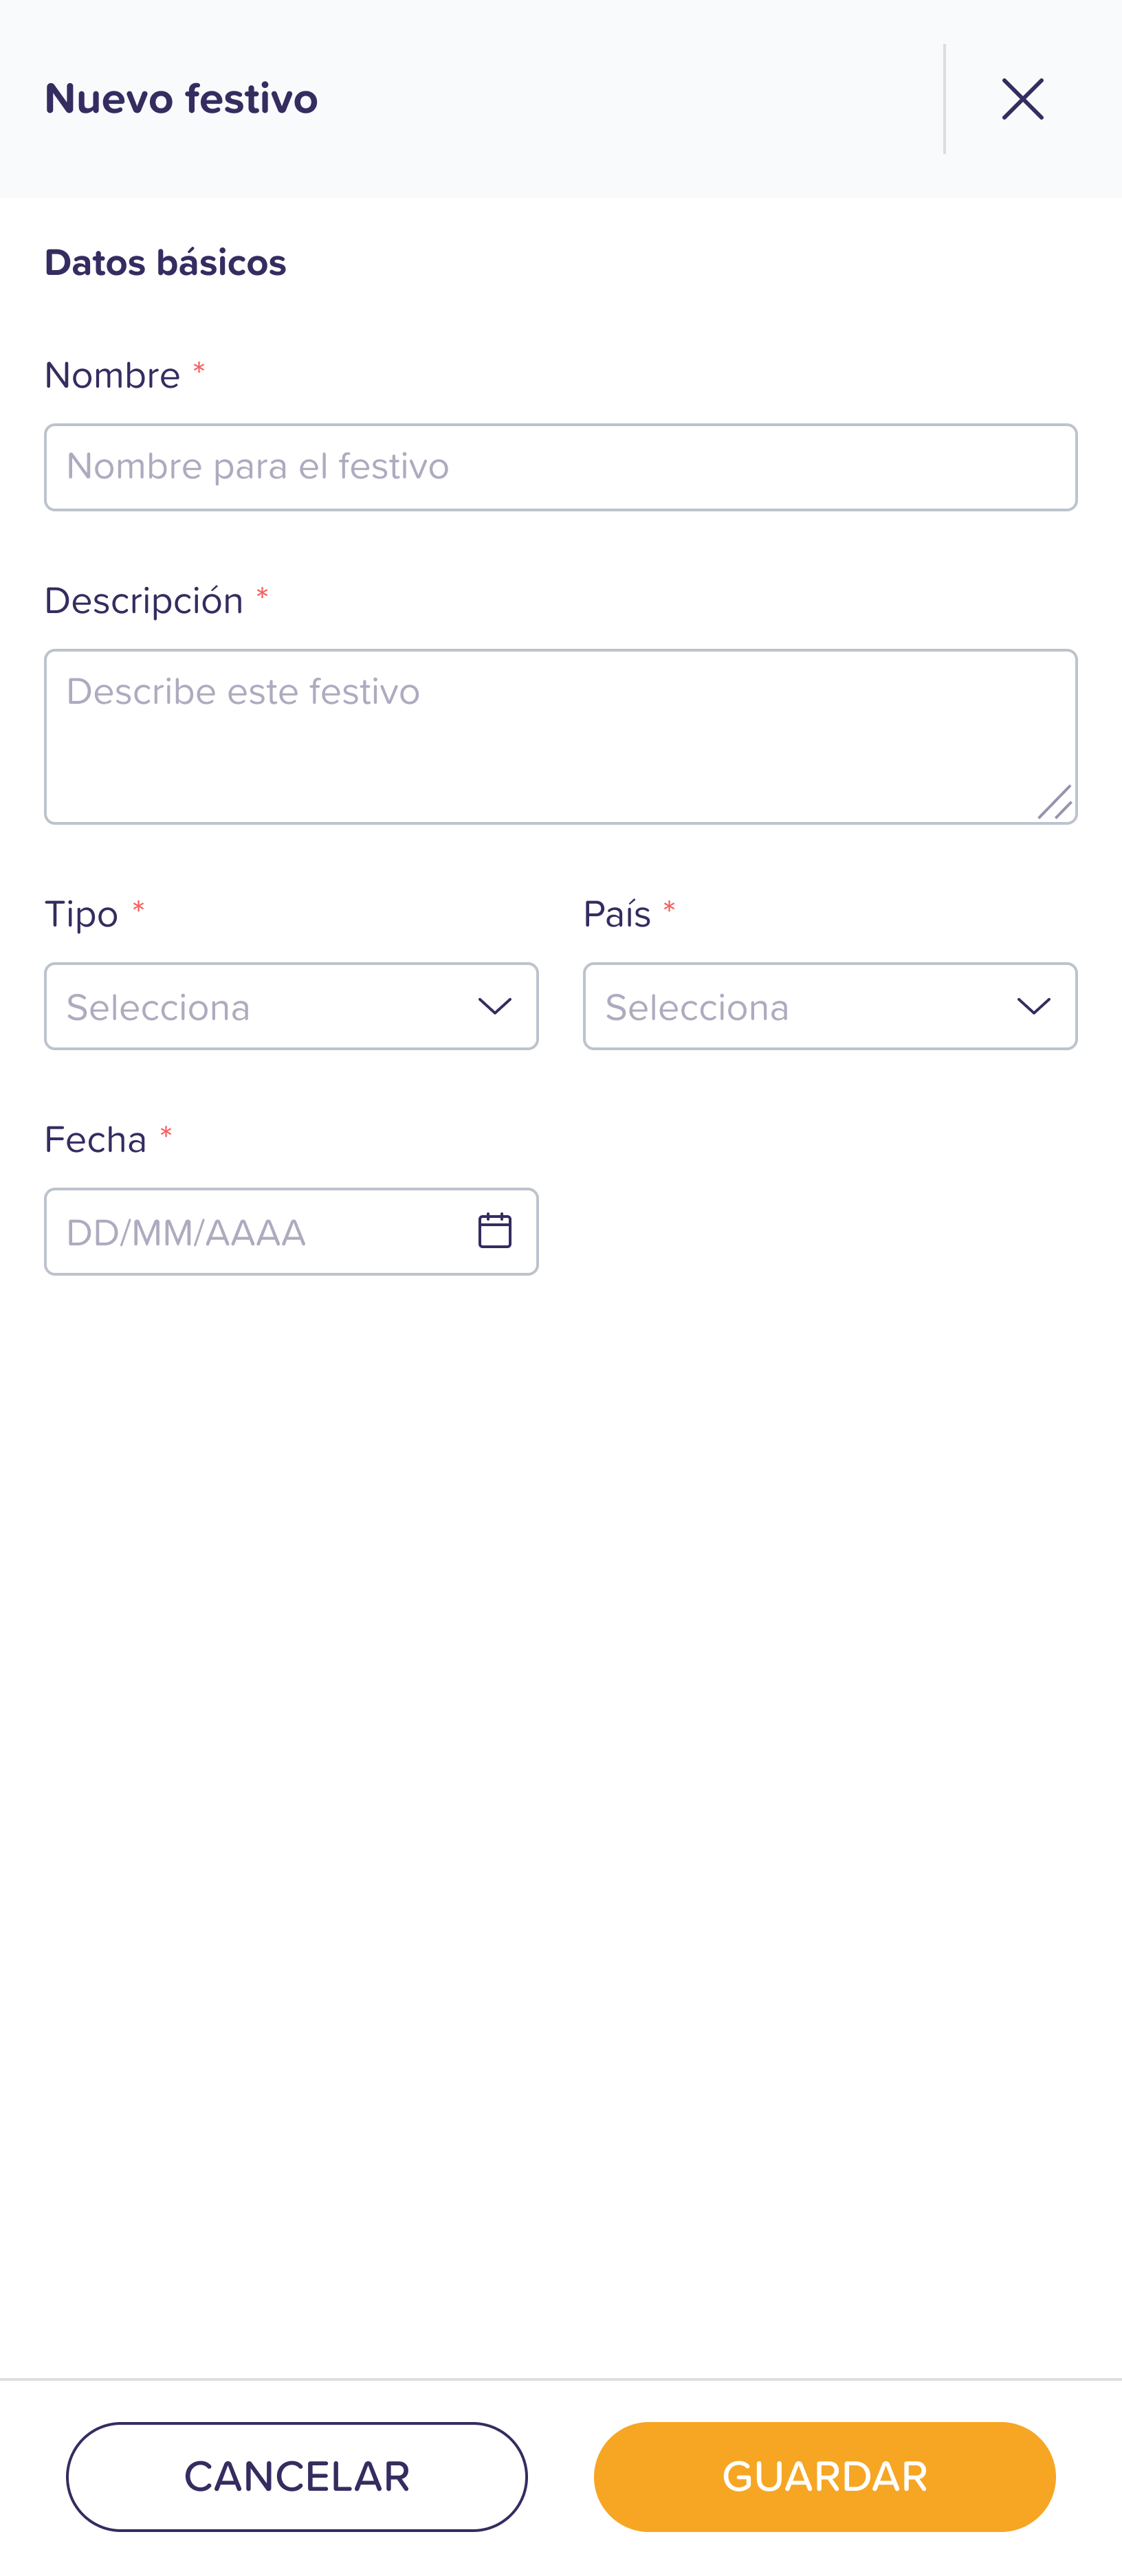 Nuevo festivo
Datos básicos
Nombre *
Nombre para el festivo
Descripción *
Describe este festivo
Tipo * País *
Selecciona Selecciona
Fecha *
DD/MM/AAAA
CANCELAR GUARDAR